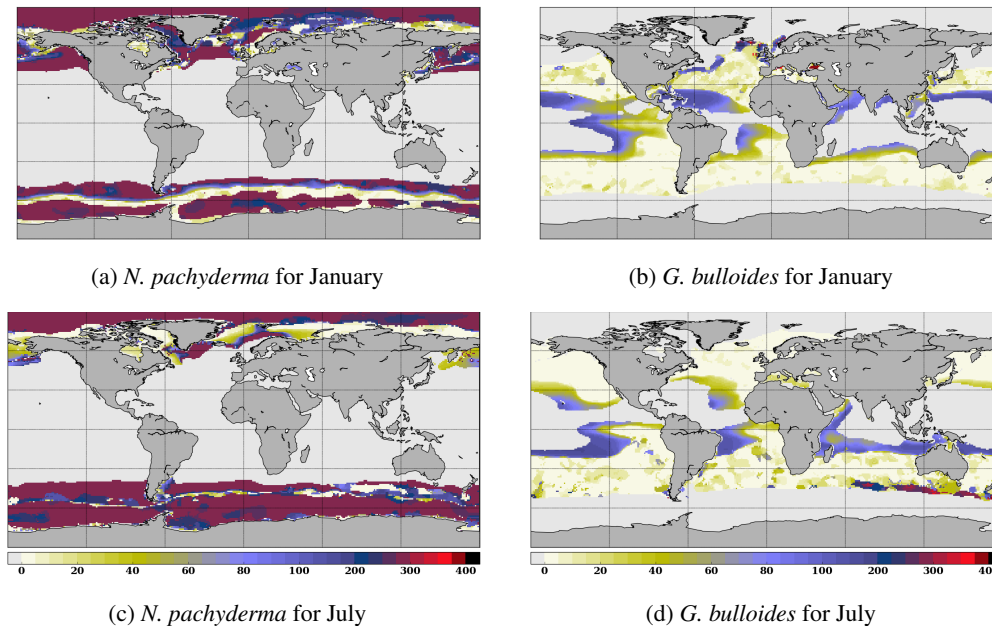 (a) N. pachyderma for January
(b) G. bulloides for January
0 20 40 60 80 100 200 300 400
0 20 40 60 80 100 200 300 40
(c) N. pachyderma for July
(d) G. bulloides for July